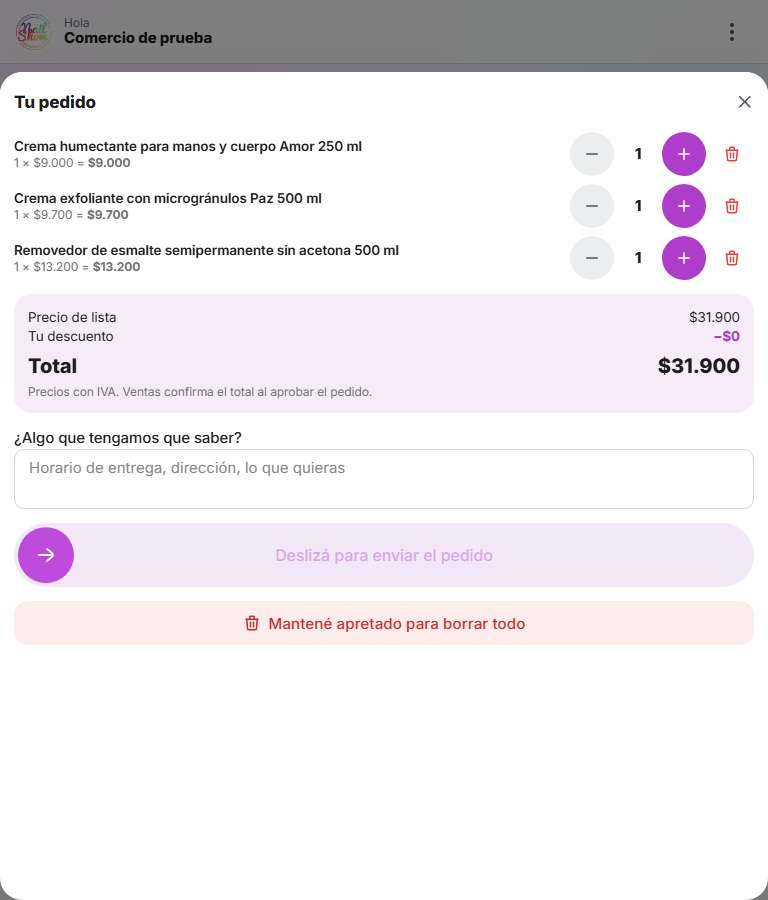 Hola
Comercio de prueba
Tu pedido
Crema humectante para manos y cuerpo Amor 250 ml
1 × $9.000 = $9.000
1
Crema exfoliante con microgránulos Paz 500 ml
1 × $9.700 = $9.700
1
Removedor de esmalte semipermanente sin acetona 500 ml
1 × $13.200 = $13.200
1
Precio de lista $31.900
Tu descuento −$0
Total $31.900
Precios con IVA. Ventas confirma el total al aprobar el pedido.
¿Algo que tengamos que saber?
Horario de entrega, dirección, lo que quieras
Deslizá para enviar el pedido
Mantené apretado para borrar todo